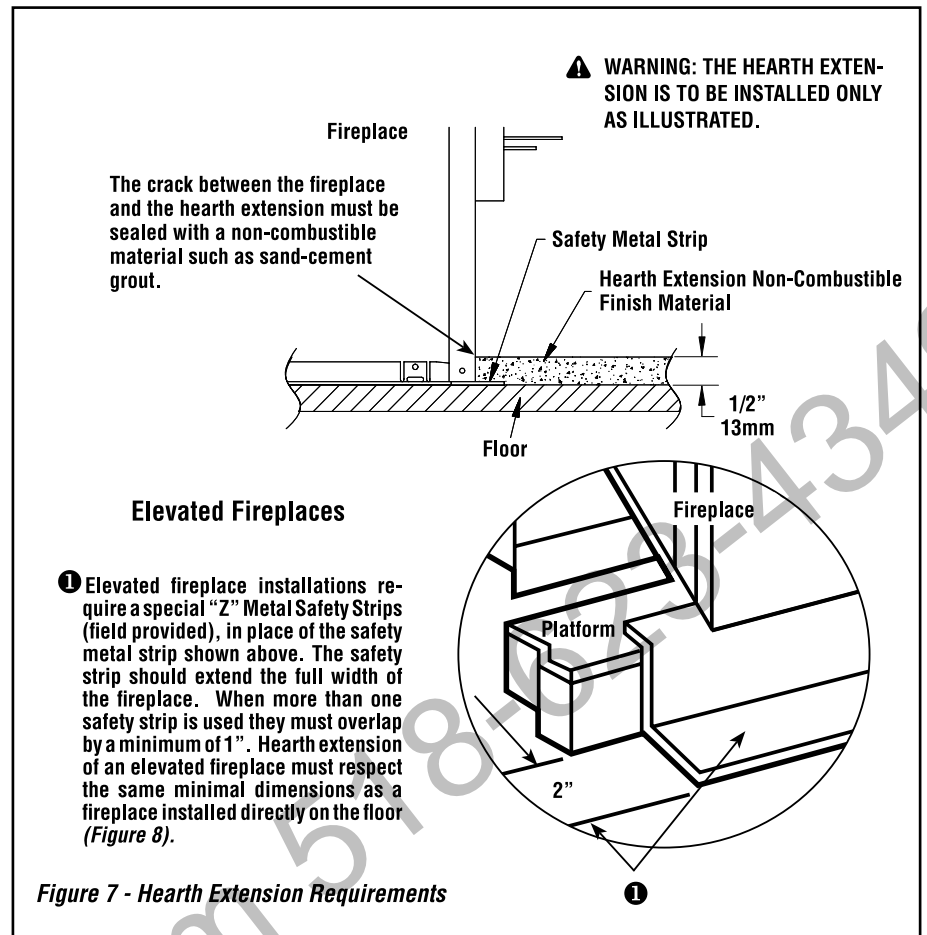 ⚠ WARNING: THE HEARTH EXTEN-
SION IS TO BE INSTALLED ONLY
AS ILLUSTRATED.
Fireplace
The crack between the fireplace
and the hearth extension must be
sealed with a non-combustible
material such as sand-cement
grout.
Safety Metal Strip
Hearth Extension Non-Combustible
Finish Material
1/2”
13mm
Floor
Elevated Fireplaces
❶ Elevated fireplace installations re-
quire a special “Z” Metal Safety Strips
(field provided), in place of the safety
metal strip shown above. The safety
strip should extend the full width of
the fireplace. When more than one
safety strip is used they must overlap
by a minimum of 1”. Hearth extension
of an elevated fireplace must respect
the same minimal dimensions as a
fireplace installed directly on the floor
(Figure 8).
Fireplace
Platform
2”
❶
Figure 7 - Hearth Extension Requirements
m 518-623-434